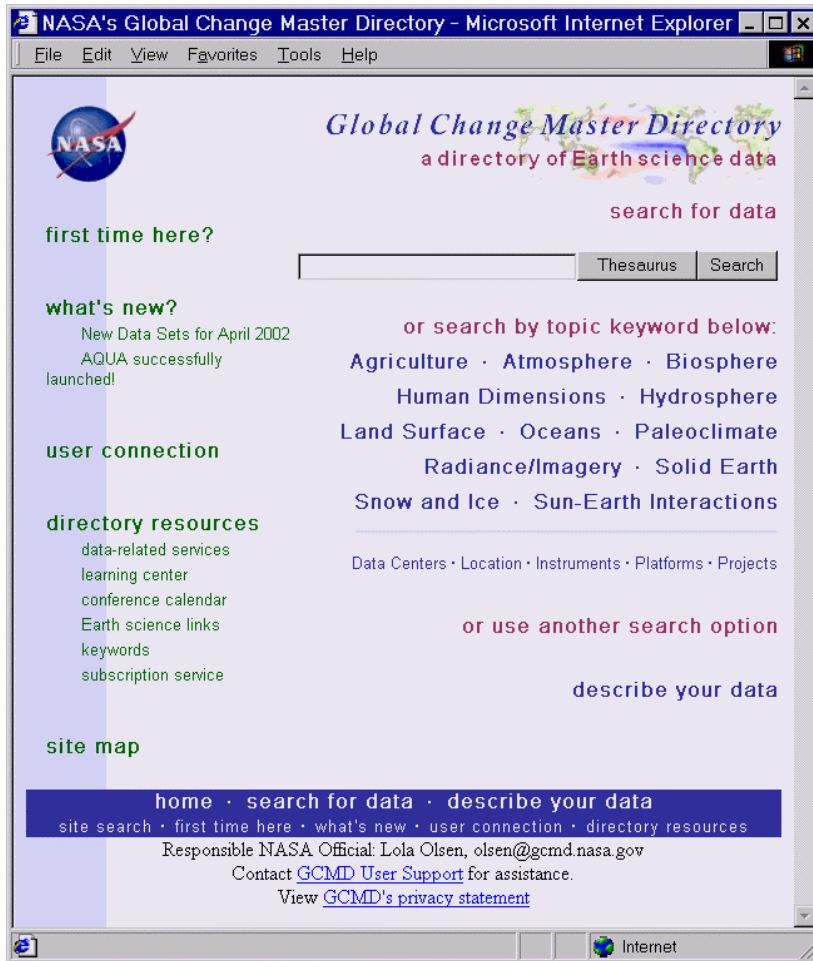 NASA's Global Change Master Directory - Microsoft Internet Explorer
File Edit View Favorites Tools Help
NASA
Global Change Master Directory
a directory of Earth science data
search for data
first time here?
Thesaurus Search
what's new?
New Data Sets for April 2002
AQUA successfully
launched!
or search by topic keyword below:
Agriculture · Atmosphere · Biosphere
Human Dimensions · Hydrosphere
Land Surface · Oceans · Paleoclimate
Radiance/Imagery · Solid Earth
Snow and Ice · Sun-Earth Interactions
user connection
directory resources
data-related services
learning center
conference calendar
Earth science links
keywords
subscription service
Data Centers · Location · Instruments · Platforms · Projects
or use another search option
describe your data
site map
home · search for data · describe your data
site search · first time here · what's new · user connection · directory resources
Responsible NASA Official: Lola Olsen, olsen@gcmd.nasa.gov
Contact GCMD User Support for assistance.
View GCMD's privacy statement
Internet